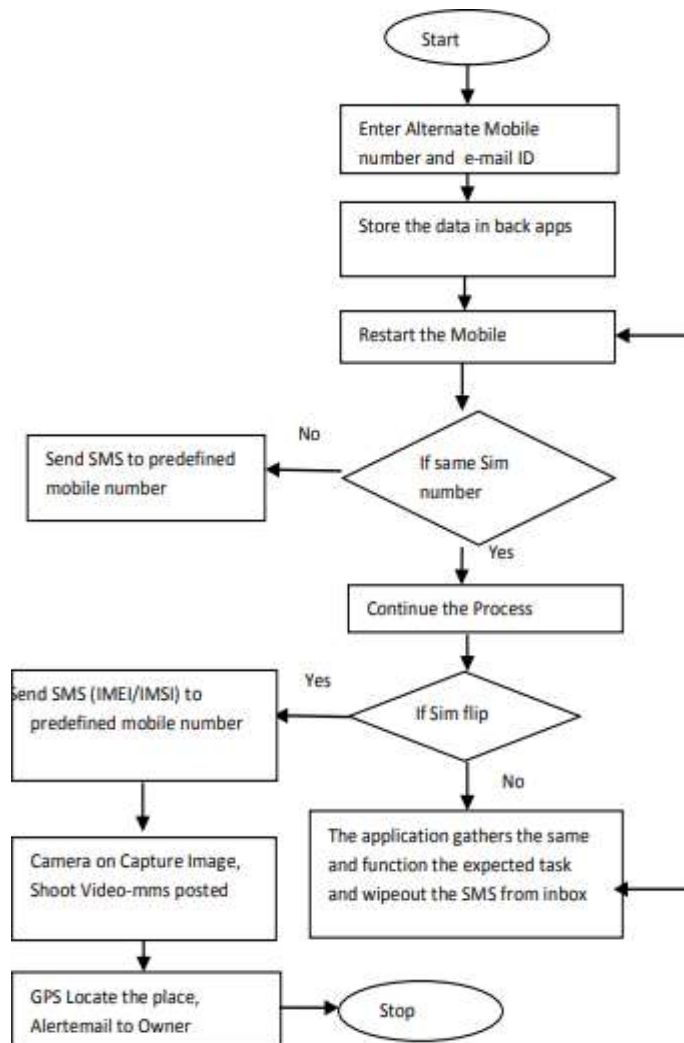 Start
Enter Alternate Mobile
number and e-mail ID
Store the data in back apps
Restart the Mobile
No
If same Sim
number
Send SMS to predefined
mobile number
Yes
Continue the Process
Yes
If Sim flip
Send SMS (IMEI/IMSI) to
predefined mobile number
No
The application gathers the same
and function the expected task
and wipeout the SMS from inbox
Camera on Capture Image,
Shoot Video-mms posted
GPS Locate the place,
Alertemail to Owner
Stop